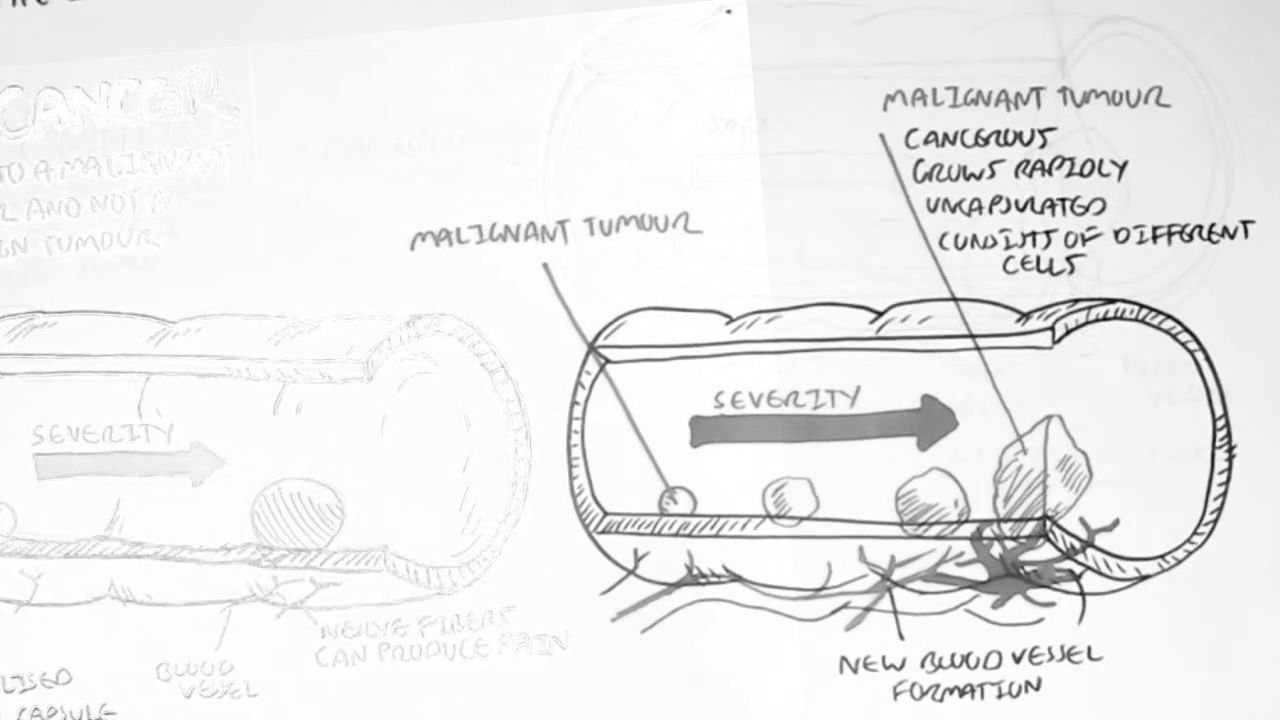 CANCER
TO A MALIGNANT
AND NOT A
TUMOUR
SEVERITY
NERVE FIBERS
CAN PRODUCE PAIN
BLOOD
VESSEL
LISED
CAPSULE
MALIGNANT TUMOUR
MALIGNANT TUMOUR
CANCEROUS
GROWS RAPIDLY
UNCAPSULATED
CONSISTS OF DIFFERENT
CELLS
SEVERITY
NEW BLOOD VESSEL
FORMATION